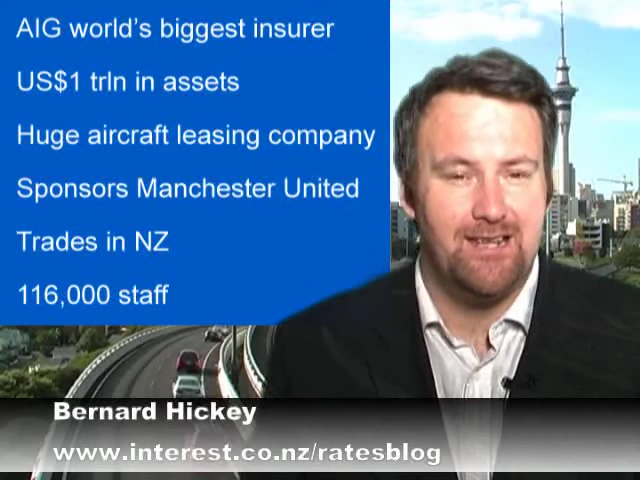 AIG world's biggest insurer
US$1 trln in assets
Huge aircraft leasing company
Sponsors Manchester United
Trades in NZ
116,000 staff
Bernard Hickey
www.interest.co.nz/ratesblog